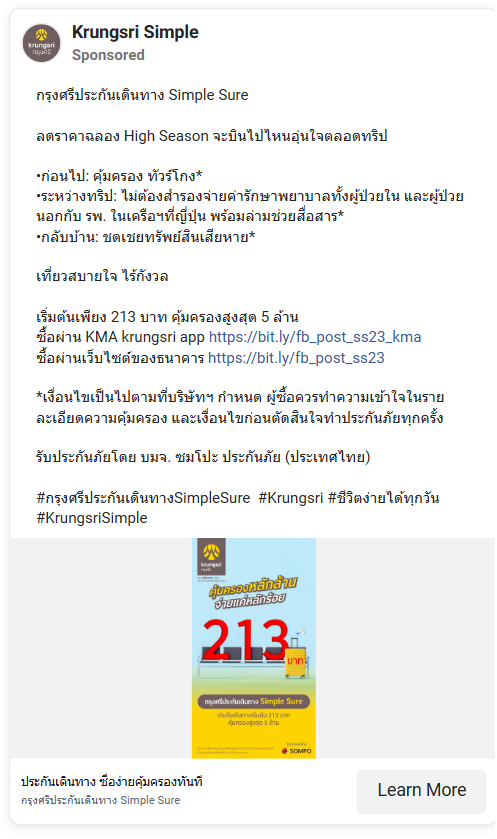 Krungsri Simple
Sponsored
krungsri
กรุงศรี
กรุงศรีประกันเดินทาง Simple Sure
ลดราคาฉลอง High Season จะบินไปไหนอุ่นใจตลอดทริป
•ก่อนไป: คุ้มครอง ทัวร์โกง*
•ระหว่างทริป: ไม่ต้องสำรองจ่ายค่ารักษาพยาบาลทั้งผู้ป่วยใน และผู้ป่วย
นอกกับ รพ. ในเครือฯที่ญี่ปุ่น พร้อมล่ามช่วยสื่อสาร*
•กลับบ้าน: ชดเชยทรัพย์สินเสียหาย*
เที่ยวสบายใจ ไร้กังวล
เริ่มต้นเพียง 213 บาท คุ้มครองสูงสุด 5 ล้าน
ซื้อผ่าน KMA krungsri app https://bit.ly/fb_post_ss23_kma
ซื้อผ่านเว็บไซต์ของธนาคาร https://bit.ly/fb_post_ss23
*เงื่อนไขเป็นไปตามที่บริษัทฯ กำหนด ผู้ซื้อควรทำความเข้าใจในราย
ละเอียดความคุ้มครอง และเงื่อนไขก่อนตัดสินใจทำประกันภัยทุกครั้ง
รับประกันภัยโดย บมจ. ซมโปะ ประกันภัย (ประเทศไทย)
#กรุงศรีประกันเดินทางSimpleSure #Krungsri #ชีวิตง่ายได้ทุกวัน
#KrungsriSimple
krungsri
กรุงศรี
คุ้มครองหลักล้าน
จ่ายแค่หลักร้อย
213
บาท
กรุงศรีประกันเดินทาง Simple Sure
ประกันเดินทางเริ่มต้น 213 บาท
คุ้มครองสูงสุด 5 ล้าน
SOMPO
ประกันเดินทาง ซื้อง่ายคุ้มครองทันที
กรุงศรีประกันเดินทาง Simple Sure
Learn More